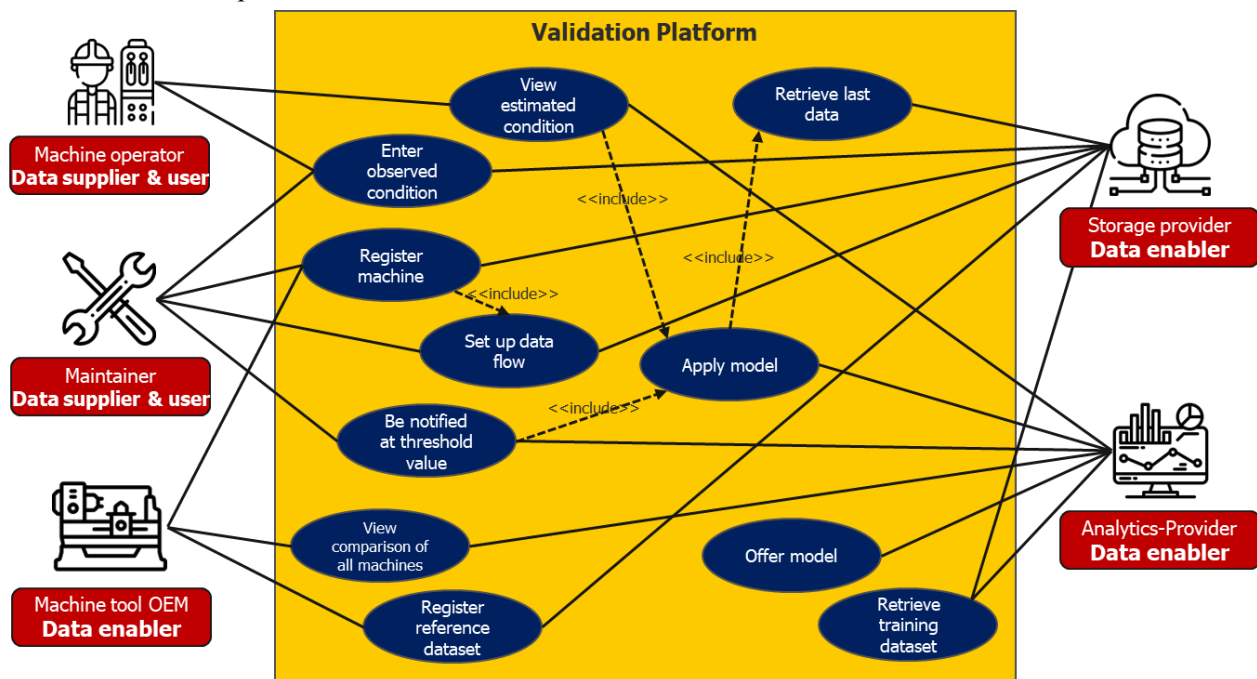 Validation Platform
View
estimated
condition
Retrieve last
data
Enter
observed
condition
Machine operator
Data supplier & user
<<include>>
Storage provider
Data enabler
Register
machine
<<include>>
<<include>>
Set up data
flow
Apply model
Maintainer
Data supplier & user
<<include>>
Be notified
at threshold
value
View
comparison of
all machines
Offer model
Analytics-Provider
Data enabler
Machine tool OEM
Data enabler
Register
reference
dataset
Retrieve
training
dataset